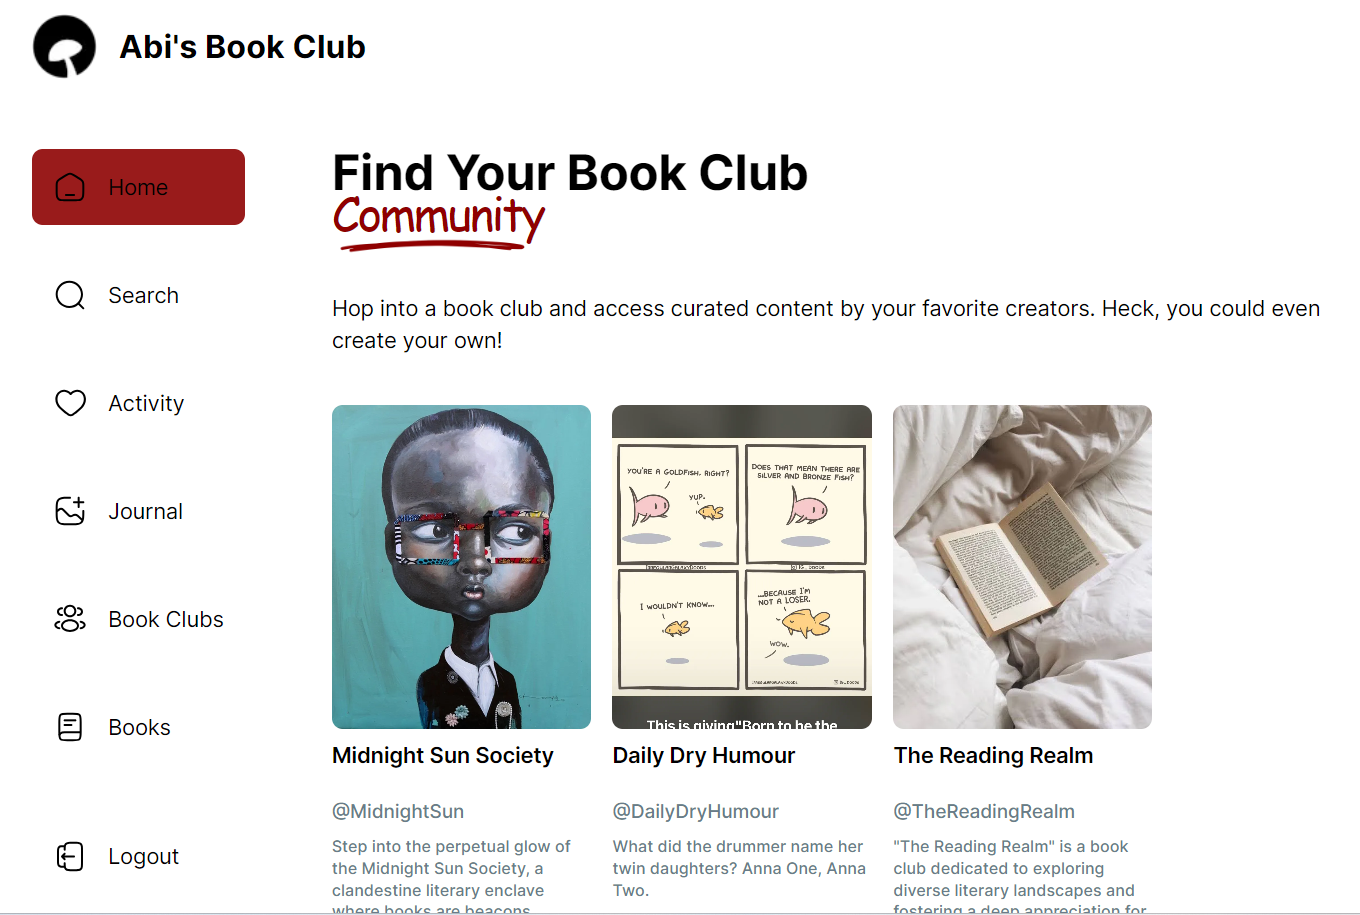 Abi's Book Club
Home
Search
Activity
Journal
Book Clubs
Books
Logout
Find Your Book Club
Community
Hop into a book club and access curated content by your favorite creators. Heck, you could even
create your own!
YOU'RE A GOLDFISH, RIGHT?
YUP.
DOES THAT MEAN THERE ARE
SILVER AND BRONZE FISH?
I WOULDN'T KNOW...
...BECAUSE I'M
NOT A LOSER.
WOW.
This is giving"Born to be the
Midnight Sun Society
@MidnightSun
Step into the perpetual glow of
the Midnight Sun Society, a
clandestine literary enclave
where books are beacons
Daily Dry Humour
@DailyDryHumour
What did the drummer name her
twin daughters? Anna One, Anna
Two.
The Reading Realm
@TheReadingRealm
"The Reading Realm" is a book
club dedicated to exploring
diverse literary landscapes and
fostering a deep appreciation for